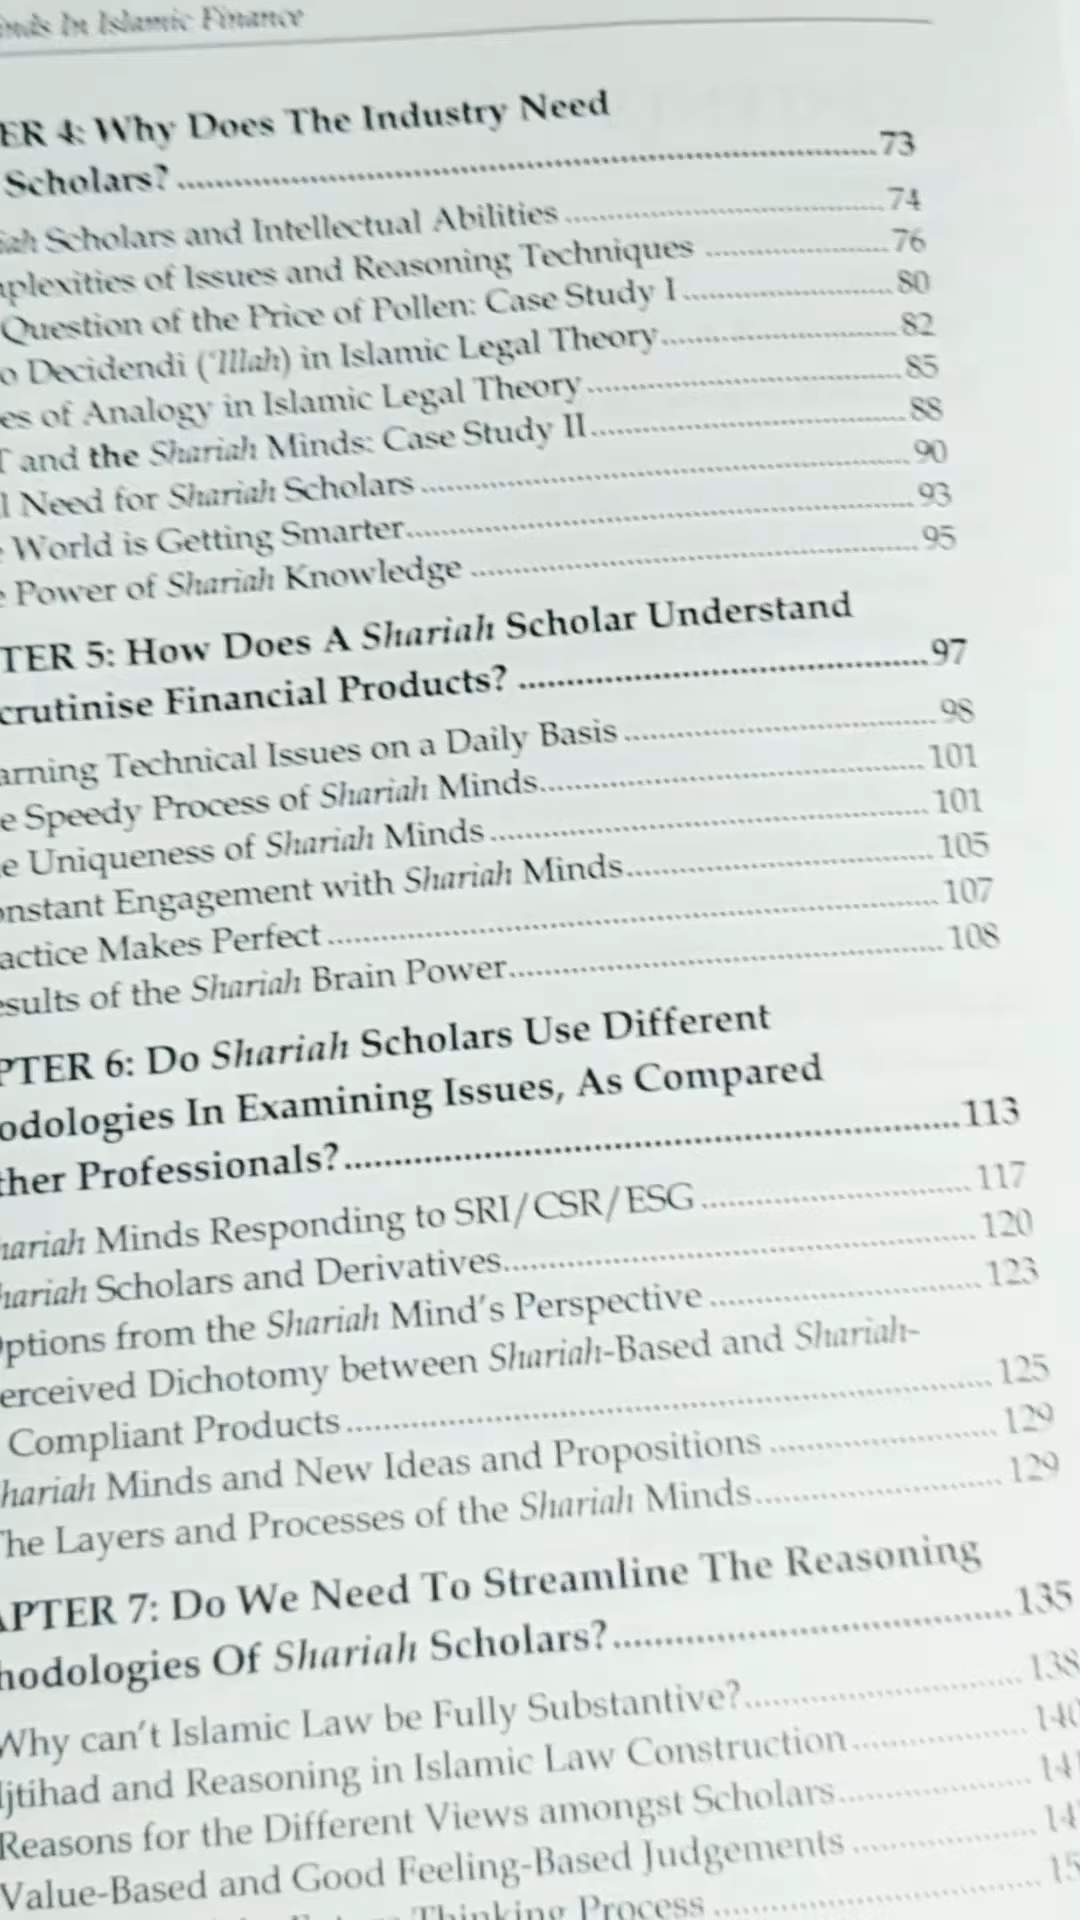 In Islamic Finance
4: Why Does The Industry Need
Scholars? ........ 73
Scholars and Intellectual Abilities ........ 74
of Issues and Reasoning Techniques ........ 76
Question of the Price of Pollen: Case Study I ........ 80
Decidendi ('Illah) in Islamic Legal Theory ........ 82
of Analogy in Islamic Legal Theory ........ 85
and the Shariah Minds: Case Study II ........ 88
Need for Shariah Scholars ........ 90
World is Getting Smarter ........ 93
Power of Shariah Knowledge ........ 95
TER 5: How Does A Shariah Scholar Understand
crutinise Financial Products? ........ 97
arning Technical Issues on a Daily Basis ........ 98
e Speedy Process of Shariah Minds ........ 101
e Uniqueness of Shariah Minds ........ 101
onstant Engagement with Shariah Minds ........ 105
actice Makes Perfect ........ 107
esults of the Shariah Brain Power ........ 108
PTER 6: Do Shariah Scholars Use Different
odologies In Examining Issues, As Compared
ther Professionals? ........ 113
hariah Minds Responding to SRI/CSR/ESG ........ 117
hariah Scholars and Derivatives ........ 120
ptions from the Shariah Mind's Perspective ........ 123
erceived Dichotomy between Shariah-Based and Shariah-
Compliant Products ........ 125
hariah Minds and New Ideas and Propositions ........ 129
The Layers and Processes of the Shariah Minds ........ 129
APTER 7: Do We Need To Streamline The Reasoning
hodologies Of Shariah Scholars? ........ 135
Why can't Islamic Law be Fully Substantive? ........ 138
Ijtihad and Reasoning in Islamic Law Construction ........ 140
Reasons for the Different Views amongst Scholars ........
Value-Based and Good Feeling-Based Judgements ........
Thinking Process ........